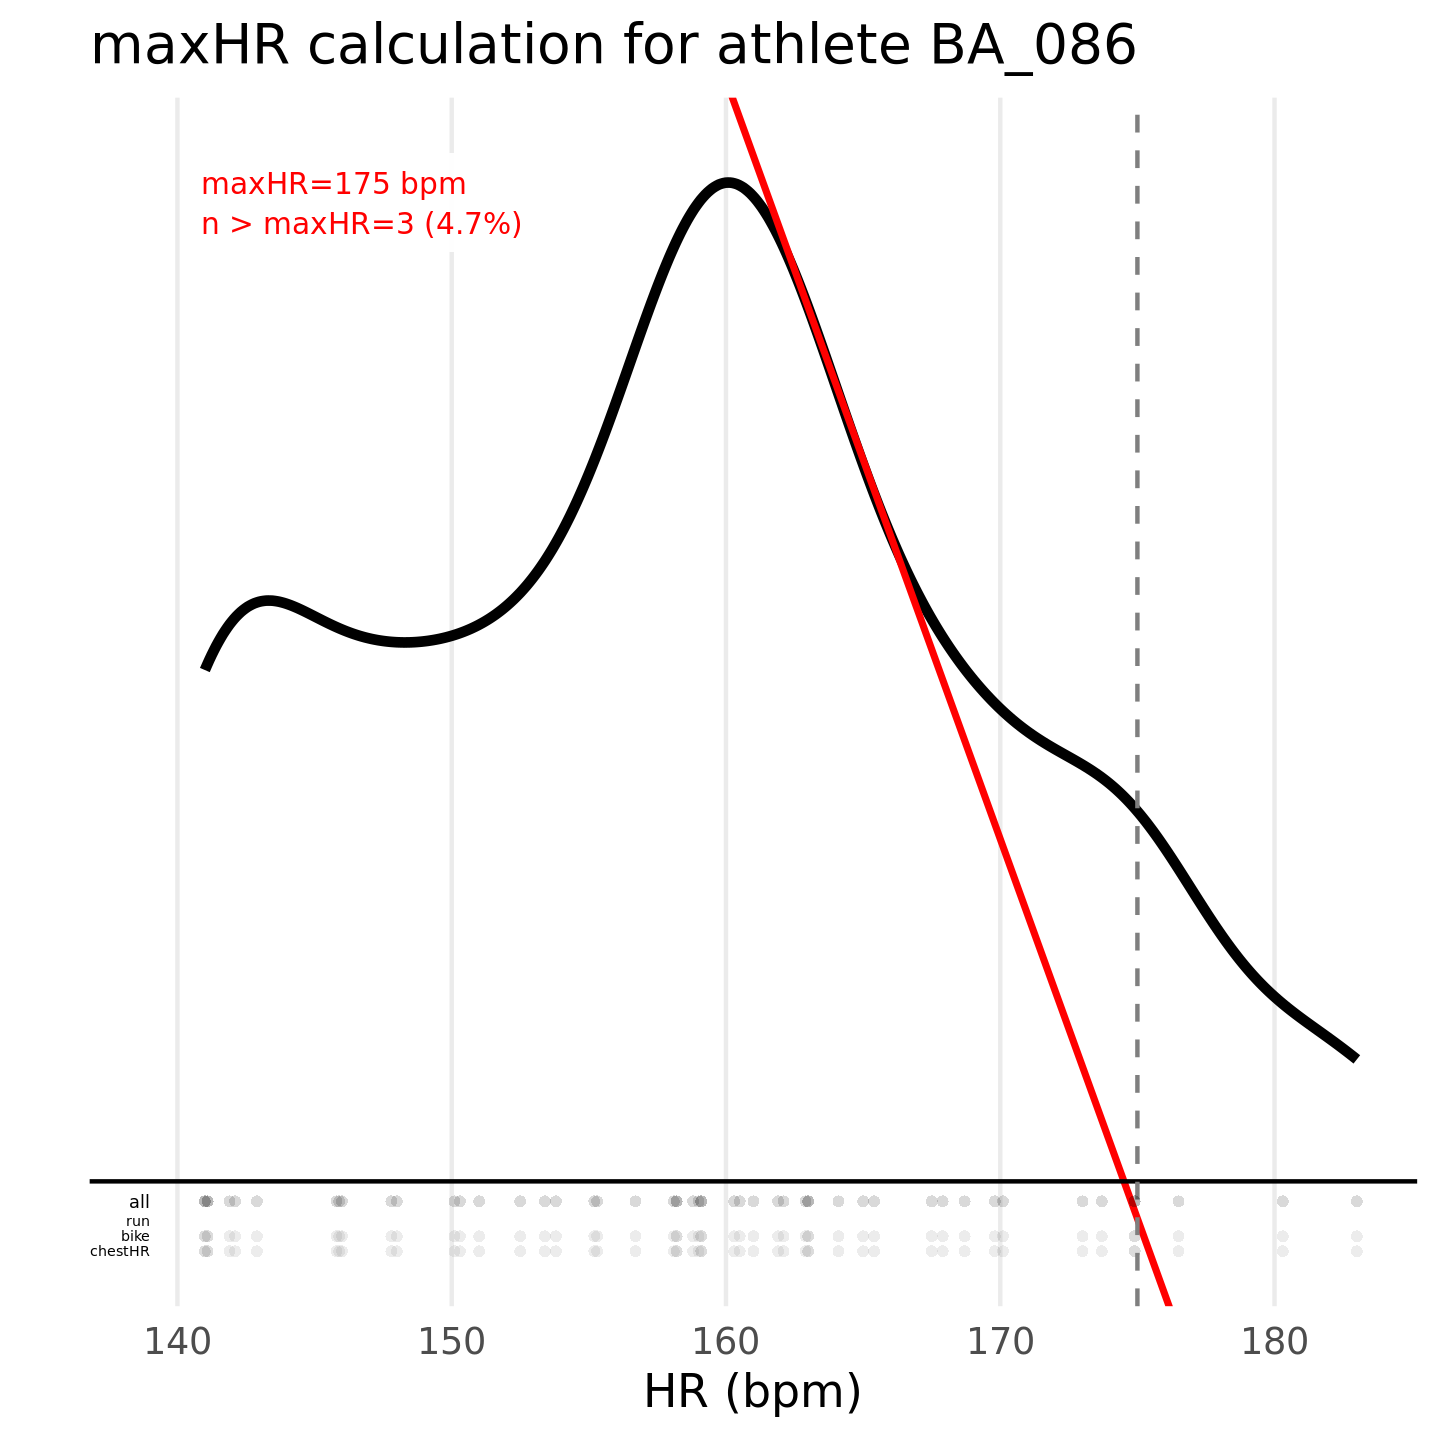 maxHR calculation for athlete BA_086
maxHR=175 bpm
n > maxHR=3 (4.7%)
all
run
bike
chestHR
140 150 160 170 180
HR (bpm)